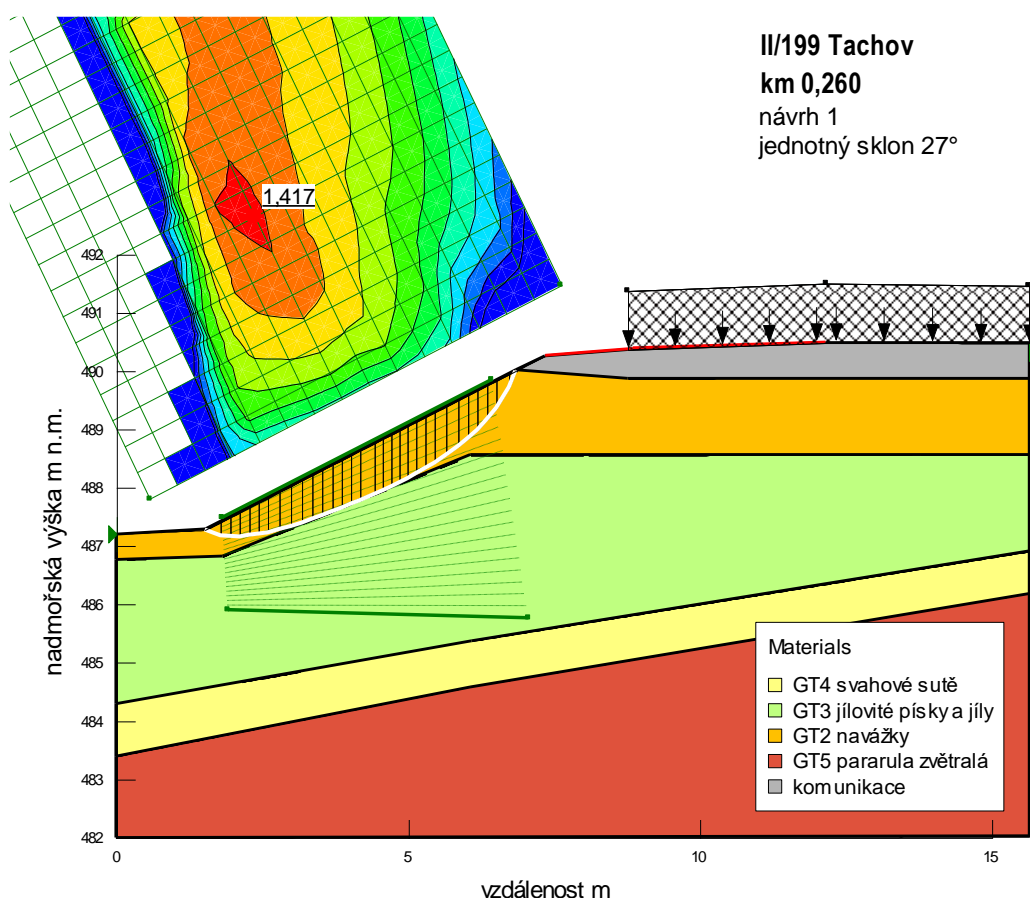 II/199 Tachov
km 0,260
návrh 1
jednotný sklon 27°
1,417
492
491
490
489
488
487
486
485
484
483
482
nadmořská výška m n.m.
Materials
GT4 svahové sutě
GT3 jílovité písky a jíly
GT2 navážky
GT5 pararula zvětralá
komunikace
0
5
10
15
vzdálenost m